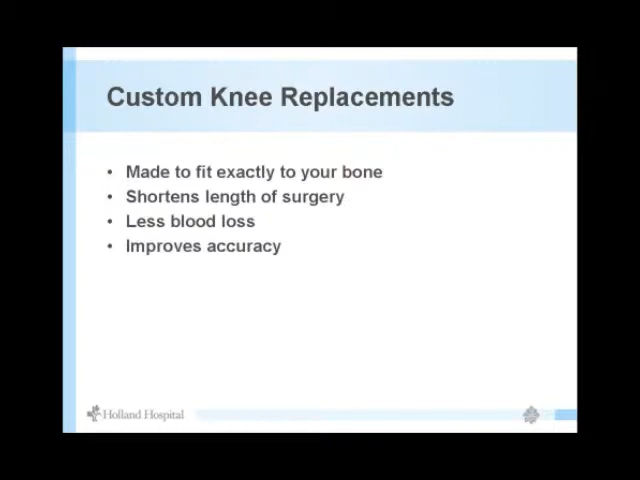 Custom Knee Replacements
• Made to fit exactly to your bone
• Shortens length of surgery
• Less blood loss
• Improves accuracy
Holland Hospital